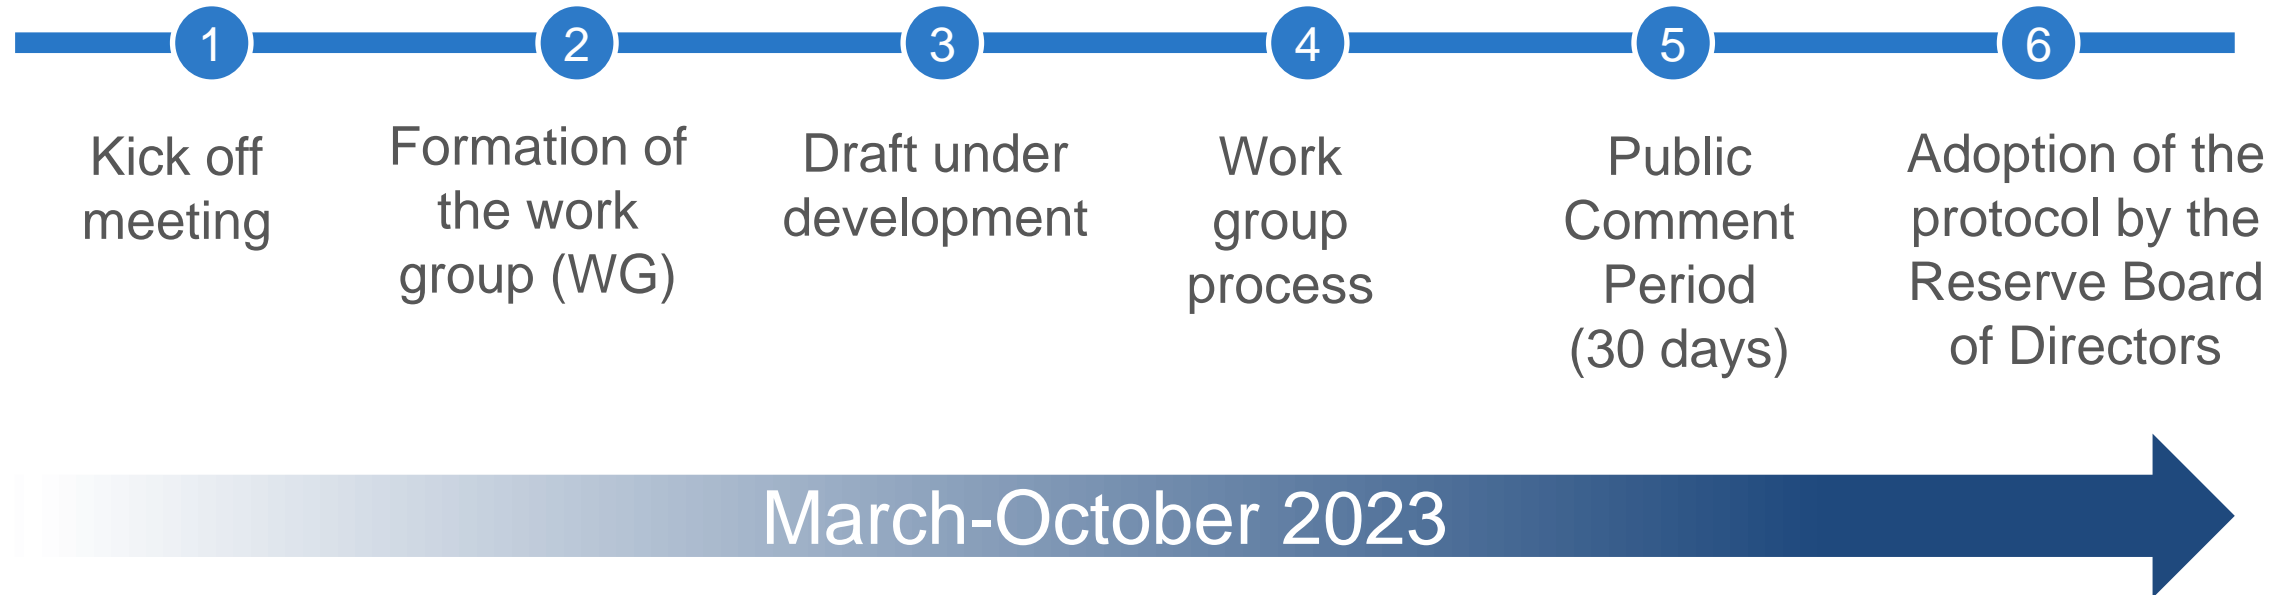 1
Kick off
meeting
2
Formation of
the work
group (WG)
3
Draft under
development
4
Work
group
process
5
Public
Comment
Period
(30 days)
6
Adoption of the
protocol by the
Reserve Board
of Directors
March-October 2023